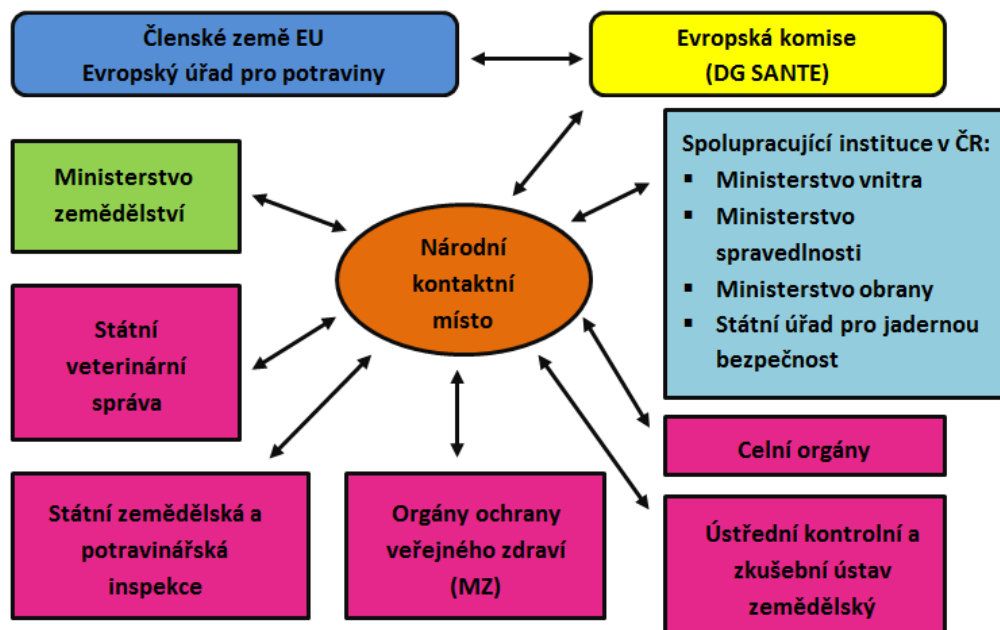 Členské země EU
Evropský úřad pro potraviny
Evropská komise
(DG SANTE)
Ministerstvo
zemědělství
Spolupracující instituce v ČR:
▪ Ministerstvo vnitra
▪ Ministerstvo
spravedlnosti
▪ Ministerstvo obrany
▪ Státní úřad pro jadernou
bezpečnost
Národní
kontaktní
místo
Státní
veterinární
správa
Celní orgány
Státní zemědělská a
potravinářská
inspekce
Orgány ochrany
veřejného zdraví
(MZ)
Ústřední kontrolní a
zkušební ústav
zemědělský